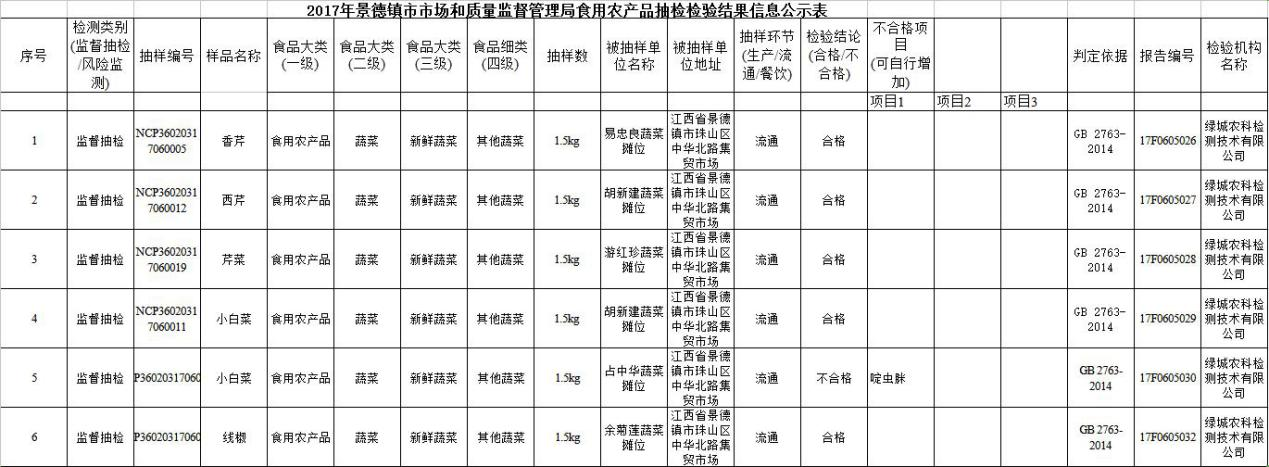 2017年景德镇市市场和质量监督管理局食用农产品抽检检验结果信息公示表
序号 检测类别(监督抽检/风险监测) 抽样编号 样品名称 食品大类(一级) 食品大类(二级) 食品大类(三级) 食品细类(四级) 抽样数 被抽样单位名称 被抽样单位地址 抽样环节(生产/流通/餐饮) 检验结论(合格/不合格) 不合格项目(可自行增加) 判定依据 报告编号 检验机构名称
项目1 项目2 项目3
1 监督抽检 NCP36020317060005 香芹 食用农产品 蔬菜 新鲜蔬菜 其他蔬菜 1.5kg 易忠良蔬菜摊位 江西省景德镇市珠山区中华北路集贸市场 流通 合格 GB 2763-2014 17F0605026 绿城农科检测技术有限公司
2 监督抽检 NCP36020317060012 西芹 食用农产品 蔬菜 新鲜蔬菜 其他蔬菜 1.5kg 胡新建蔬菜摊位 江西省景德镇市珠山区中华北路集贸市场 流通 合格 GB 2763-2014 17F0605027 绿城农科检测技术有限公司
3 监督抽检 NCP36020317060019 芹菜 食用农产品 蔬菜 新鲜蔬菜 其他蔬菜 1.5kg 游红珍蔬菜摊位 江西省景德镇市珠山区中华北路集贸市场 流通 合格 GB 2763-2014 17F0605028 绿城农科检测技术有限公司
4 监督抽检 NCP36020317060011 小白菜 食用农产品 蔬菜 新鲜蔬菜 其他蔬菜 1.5kg 胡新建蔬菜摊位 江西省景德镇市珠山区中华北路集贸市场 流通 合格 GB 2763-2014 17F0605029 绿城农科检测技术有限公司
5 监督抽检 P36020317060 小白菜 食用农产品 蔬菜 新鲜蔬菜 其他蔬菜 1.5kg 占中华蔬菜摊位 江西省景德镇市珠山区中华北路集贸市场 流通 不合格 啶虫脒 GB 2763-2014 17F0605030 绿城农科检测技术有限公司
6 监督抽检 P36020317060 线椒 食用农产品 蔬菜 新鲜蔬菜 其他蔬菜 1.5kg 余菊莲蔬菜摊位 江西省景德镇市珠山区中华北路集贸市场 流通 合格 GB 2763-2014 17F0605032 绿城农科检测技术有限公司